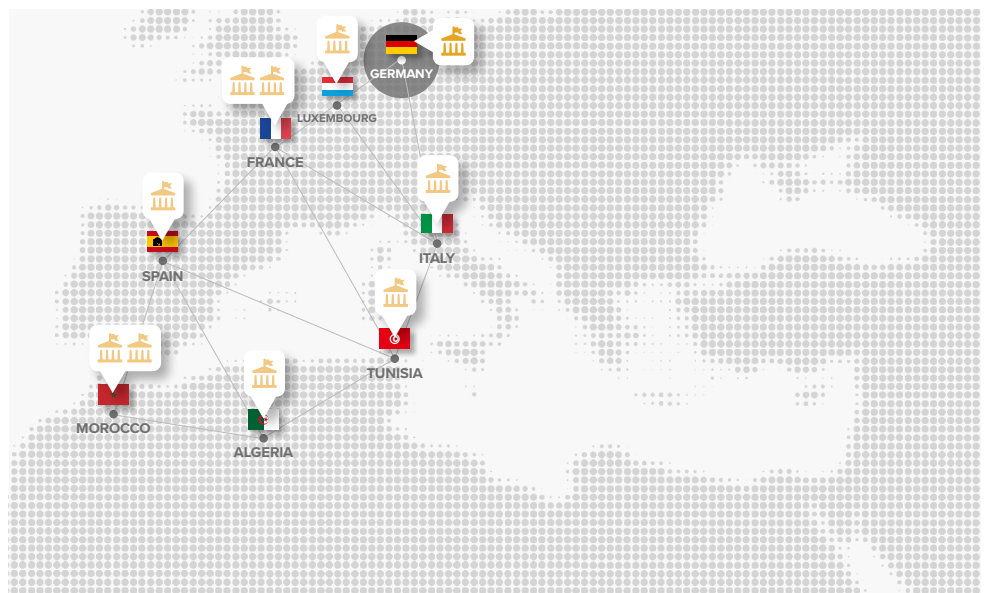 GERMANY
LUXEMBOURG
FRANCE
ITALY
SPAIN
TUNISIA
MOROCCO
ALGERIA